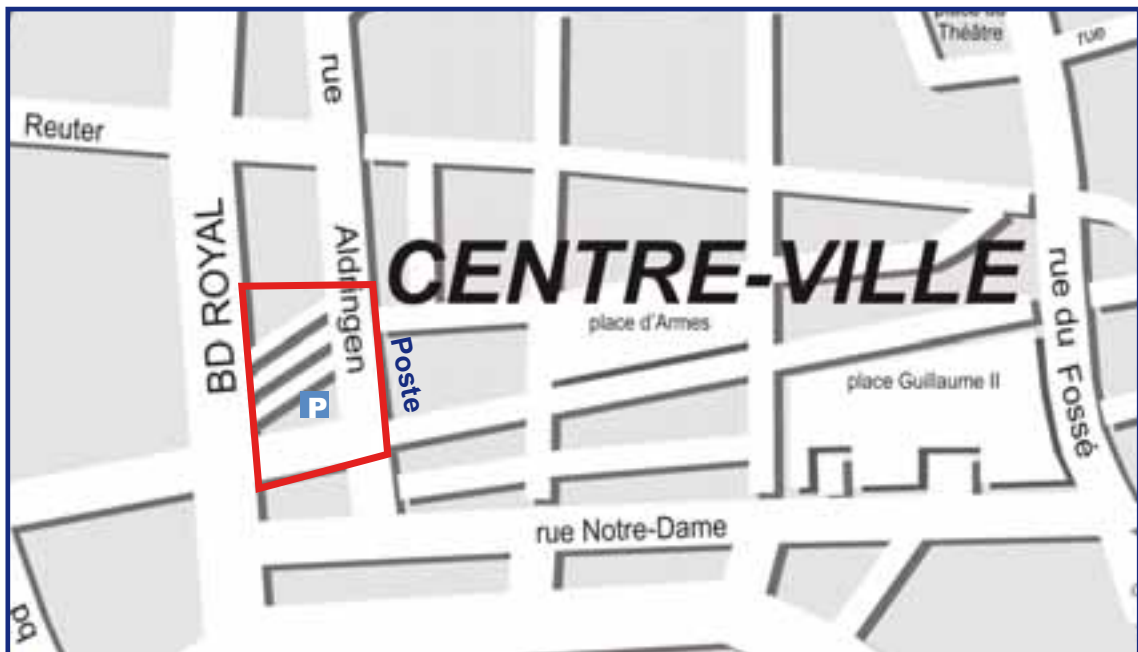 place du
Théâtre
rue
rue
Reuter
BD ROYAL
Aldringen
CENTRE-VILLE
place d'Armes
Poste
P
place Guillaume II
rue du Fossé
rue Notre-Dame
bd